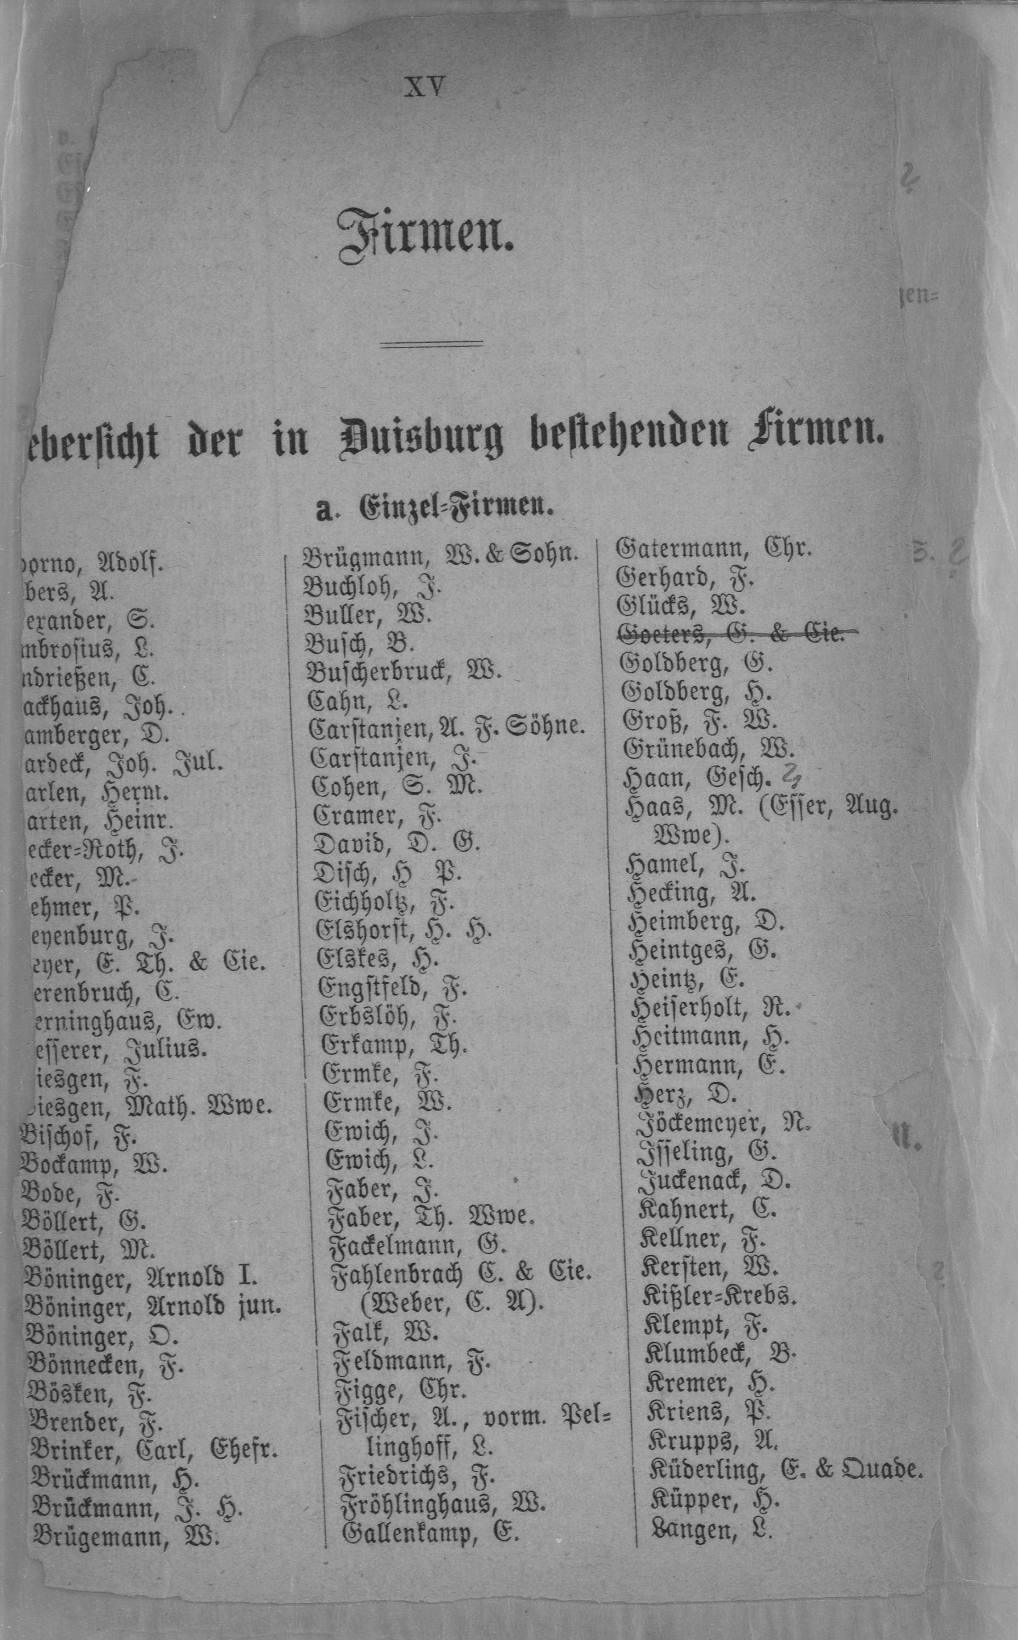 XV
Firmen.
ebersicht der in Duisburg bestehenden Firmen.
a. Einzel=Firmen.
orno, Adolf.
bers, A.
exander, S.
mbrosius, L.
ndrießen, C.
ackhaus, Joh.
amberger, D.
ardeck, Joh. Jul.
arlen, Herm.
arten, Heinr.
ecker=Roth, J.
ecker, M.
ehmer, P.
eyenburg, J.
eyer, E. Th. & Cie.
erenbruch, C.
erninghaus, Ew.
esserer, Julius.
iesgen, F.
iesgen, Math. Wwe.
Bischof, F.
Bockamp, W.
Bode, F.
Böllert, G.
Böllert, M.
Böninger, Arnold I.
Böninger, Arnold jun.
Böninger, O.
Bönnecken, F.
Bösken, F.
Brender, F.
Brinker, Carl, Ehefr.
Brückmann, H.
Brückmann, J. H.
Brügemann, W.
Brügmann, W. & Sohn.
Buchloh, J.
Buller, W.
Busch, B.
Buscherbruck, W.
Cahn, L.
Carstanjen, A. F. Söhne.
Carstanjen, J.
Cohen, S. M.
Cramer, F.
David, D. G.
Disch, H P.
Eichholtz, F.
Elshorst, H. H.
Elskes, H.
Engstfeld, F.
Erbslöh, F.
Erkamp, Th.
Ermke, F.
Ermke, W.
Ewich, J.
Ewich, L.
Faber, J.
Faber, Th. Wwe.
Fackelmann, G.
Fahlenbrach C. & Cie.
(Weber, C. A).
Falk, W.
Feldmann, F.
Figge, Chr.
Fischer, A., vorm. Pel=
linghoff, L.
Friedrichs, F.
Fröhlinghaus, W.
Gallenkamp, E.
Gatermann, Chr.
Gerhard, F.
Glücks, W.
Goeters, G. & Cie.
Goldberg, G.
Goldberg, H.
Groß, F. W.
Grünebach, W.
Haan, Gesch.
Haas, M. (Esser, Aug.
Wwe).
Hamel, J.
Hecking, A.
Heimberg, D.
Heintges, G.
Heintz, E.
Heiserholt, R.
Heitmann, H.
Hermann, E.
Herz, D.
Jöckemeyer, R.
Isseling, G.
Juckenack, D.
Kahnert, C.
Kellner, F.
Kersten, W.
Kißler=Krebs.
Klempt, F.
Klumbeck, B.
Kremer, H.
Kriens, P.
Krupps, A.
Küderling, E. & Quade.
Küpper, H.
Langen, L.